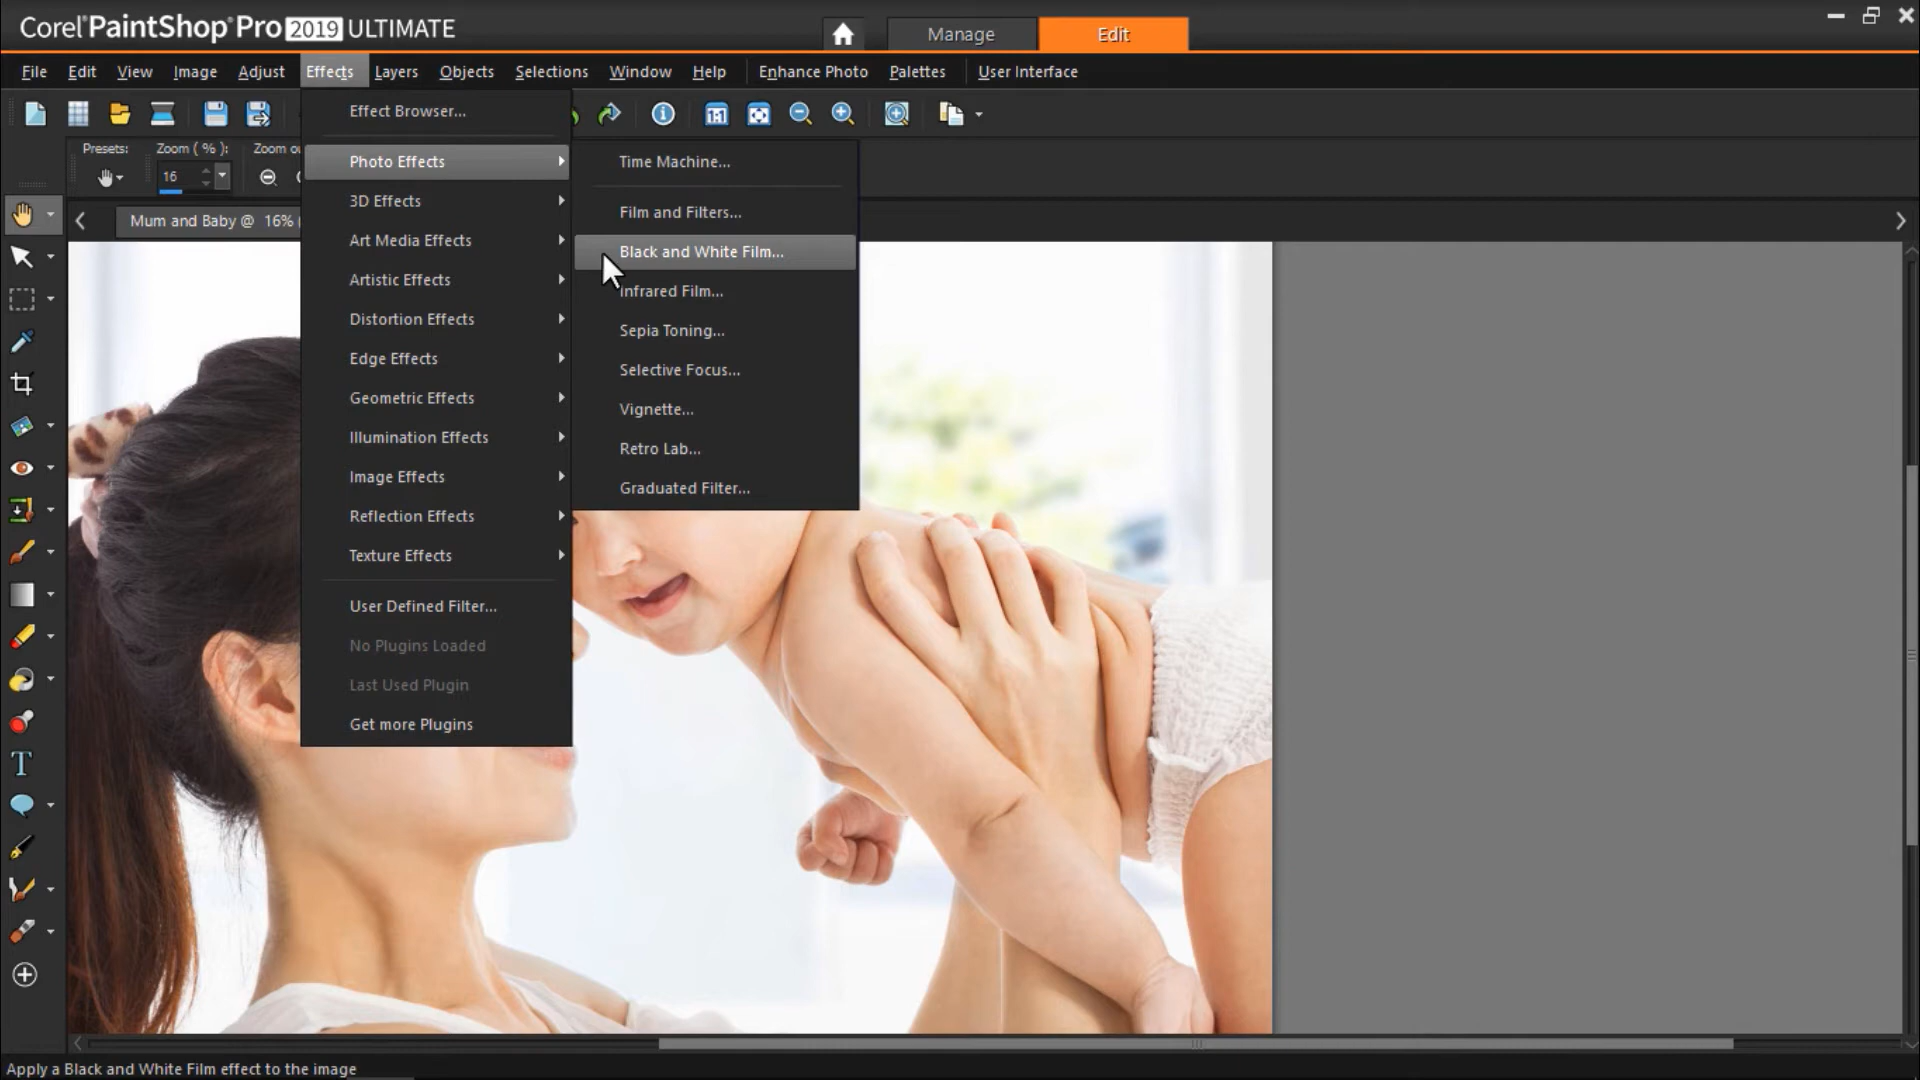 Corel PaintShop Pro 2019 ULTIMATE
Manage
Edit
File Edit View Image Adjust Effects Layers Objects Selections Window Help Enhance Photo Palettes User Interface
1:1
Presets: Zoom ( % ): Zoom ou
16
Mum and Baby @ 16% (
Effect Browser...
Photo Effects
3D Effects
Art Media Effects
Artistic Effects
Distortion Effects
Edge Effects
Geometric Effects
Illumination Effects
Image Effects
Reflection Effects
Texture Effects
User Defined Filter...
No Plugins Loaded
Last Used Plugin
Get more Plugins
Time Machine...
Film and Filters...
Black and White Film...
Infrared Film...
Sepia Toning...
Selective Focus...
Vignette...
Retro Lab...
Graduated Filter...
T
Apply a Black and White Film effect to the image